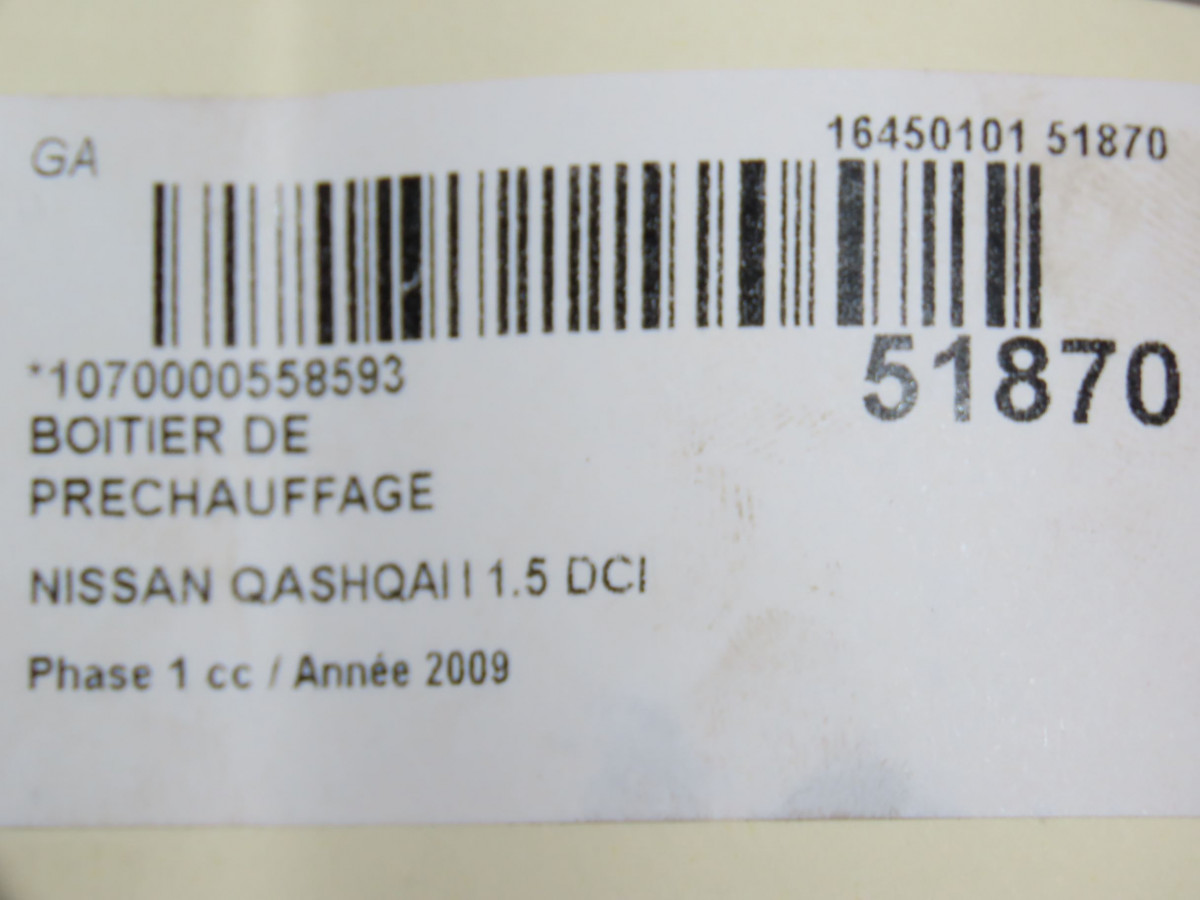 GA
16450101 51870
*1070000558593
51870
BOITIER DE
PRECHAUFFAGE
NISSAN QASHQAI I 1.5 DCI
Phase 1 cc / Année 2009